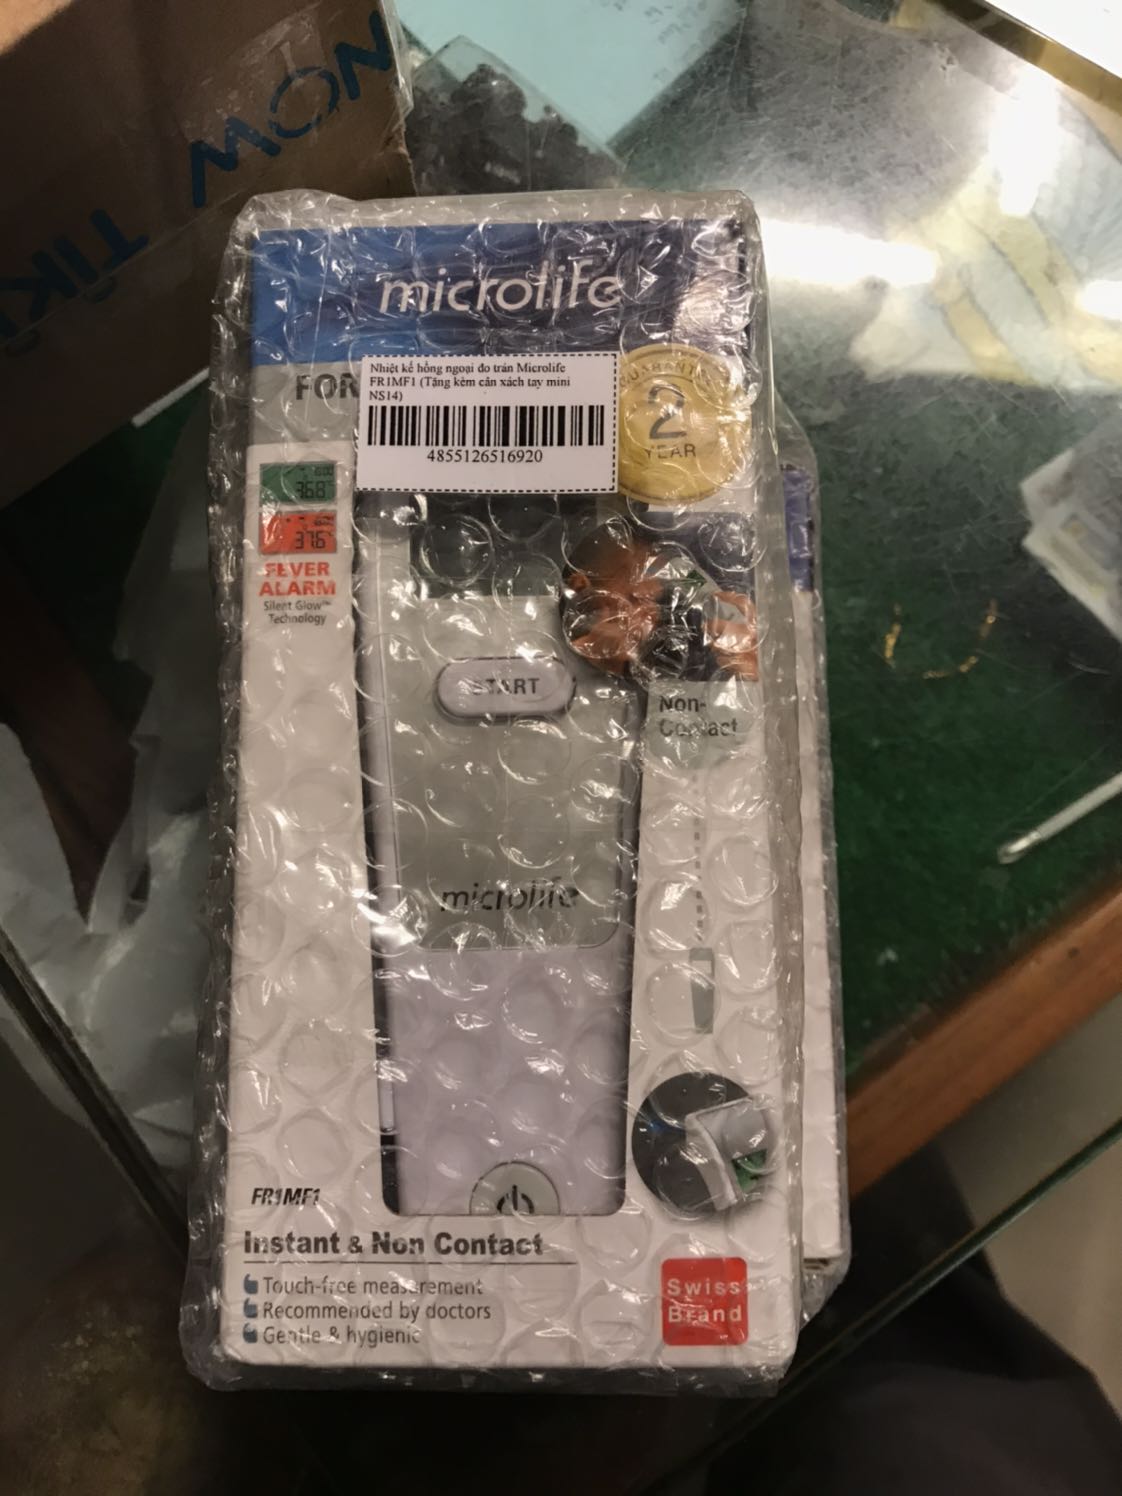 TiKi
NOW
microlife
Nhiệt kế hồng ngoại đo trán Microlife
FR1MF1 (Tặng kèm cân xách tay mini
NS14)
4855126516920
FOR
GUARANTEE
2
YEAR
36.8°
37.6°
FEVER
ALARM
Silent Glow™
Technology
START
Non-
Contact
microlife
FR1MF1
Instant & Non Contact
Touch-free measurement
Recommended by doctors
Gentle & hygienic
Swiss
Brand